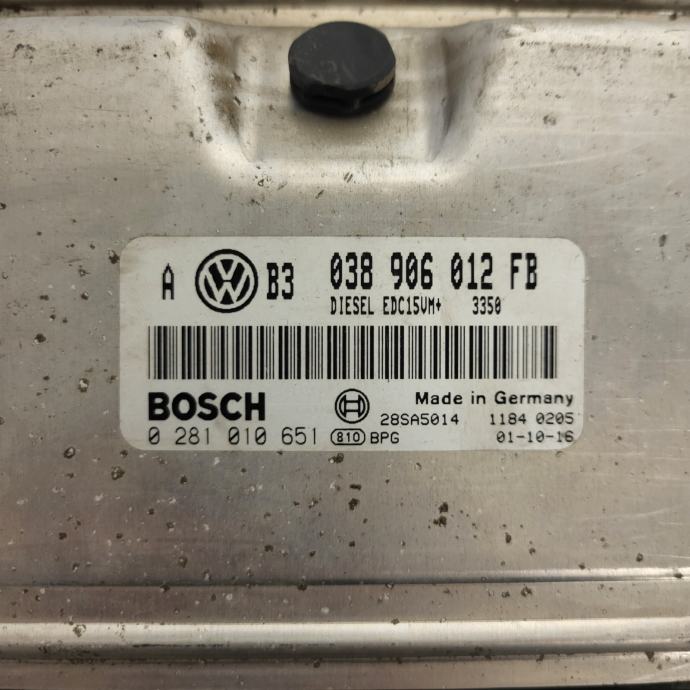 A VW B3 038 906 012 FB
DIESEL EDC15VM+ 3350
BOSCH Made in Germany
28SA5014 1184 0205
0 281 010 651 810 BPG 01-10-16